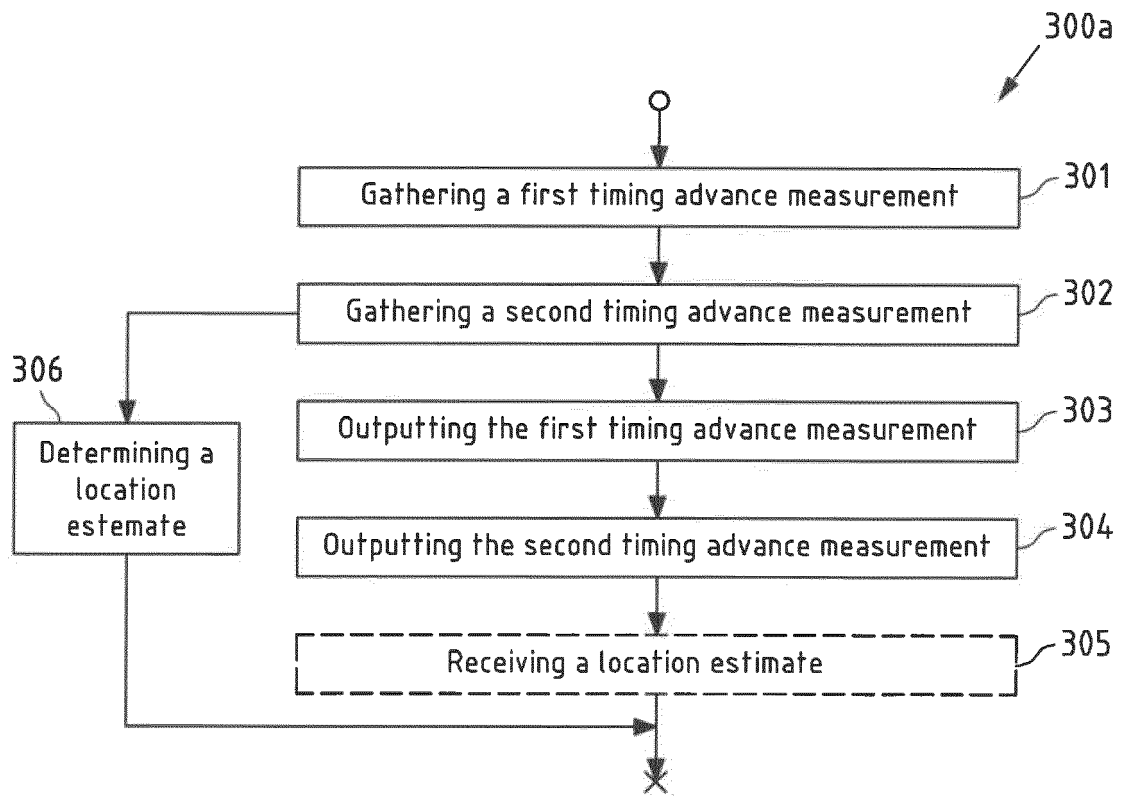 300a
Gathering a first timing advance measurement
301
Gathering a second timing advance measurement
302
306
Determining a
location
estemate
Outputting the first timing advance measurement
303
Outputting the second timing advance measurement
304
Receiving a location estimate
305